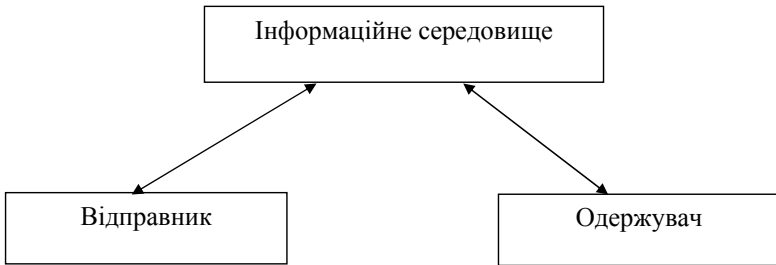 Інформаційне середовище
Відправник
Одержувач